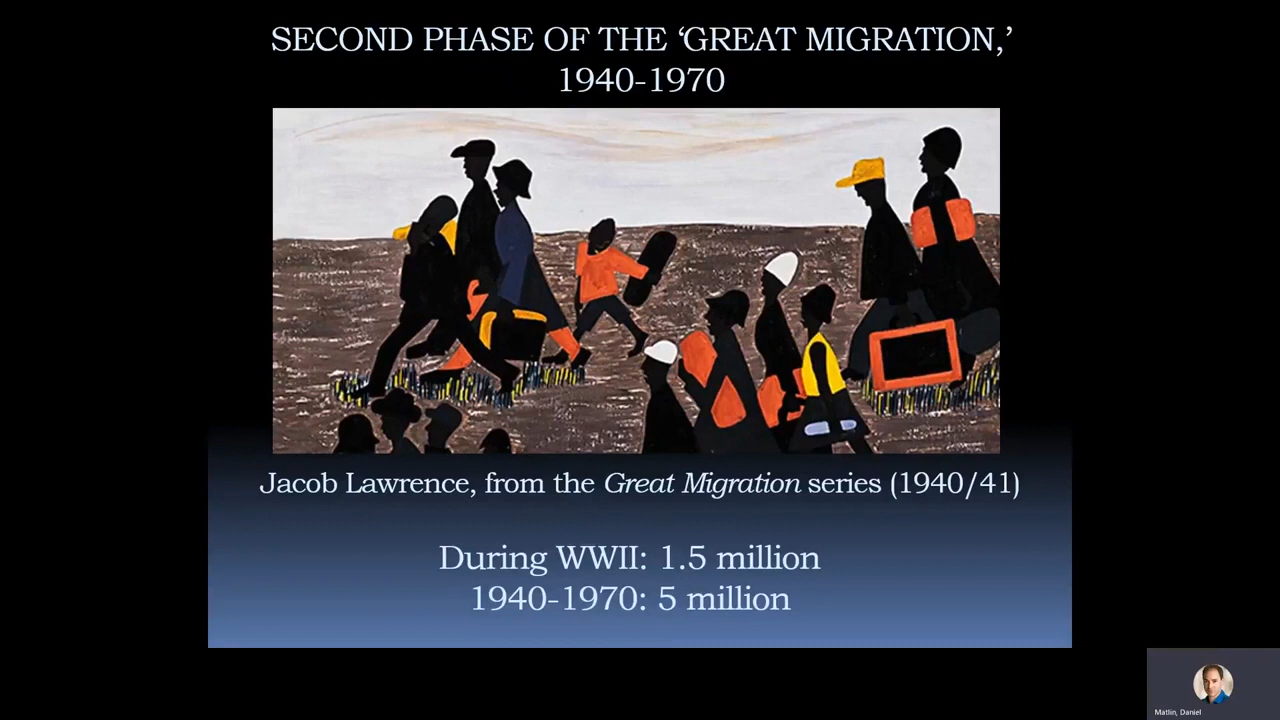 SECOND PHASE OF THE ‘GREAT MIGRATION,’
1940-1970
Jacob Lawrence, from the Great Migration series (1940/41)
During WWII: 1.5 million
1940-1970: 5 million
Matlin, Daniel